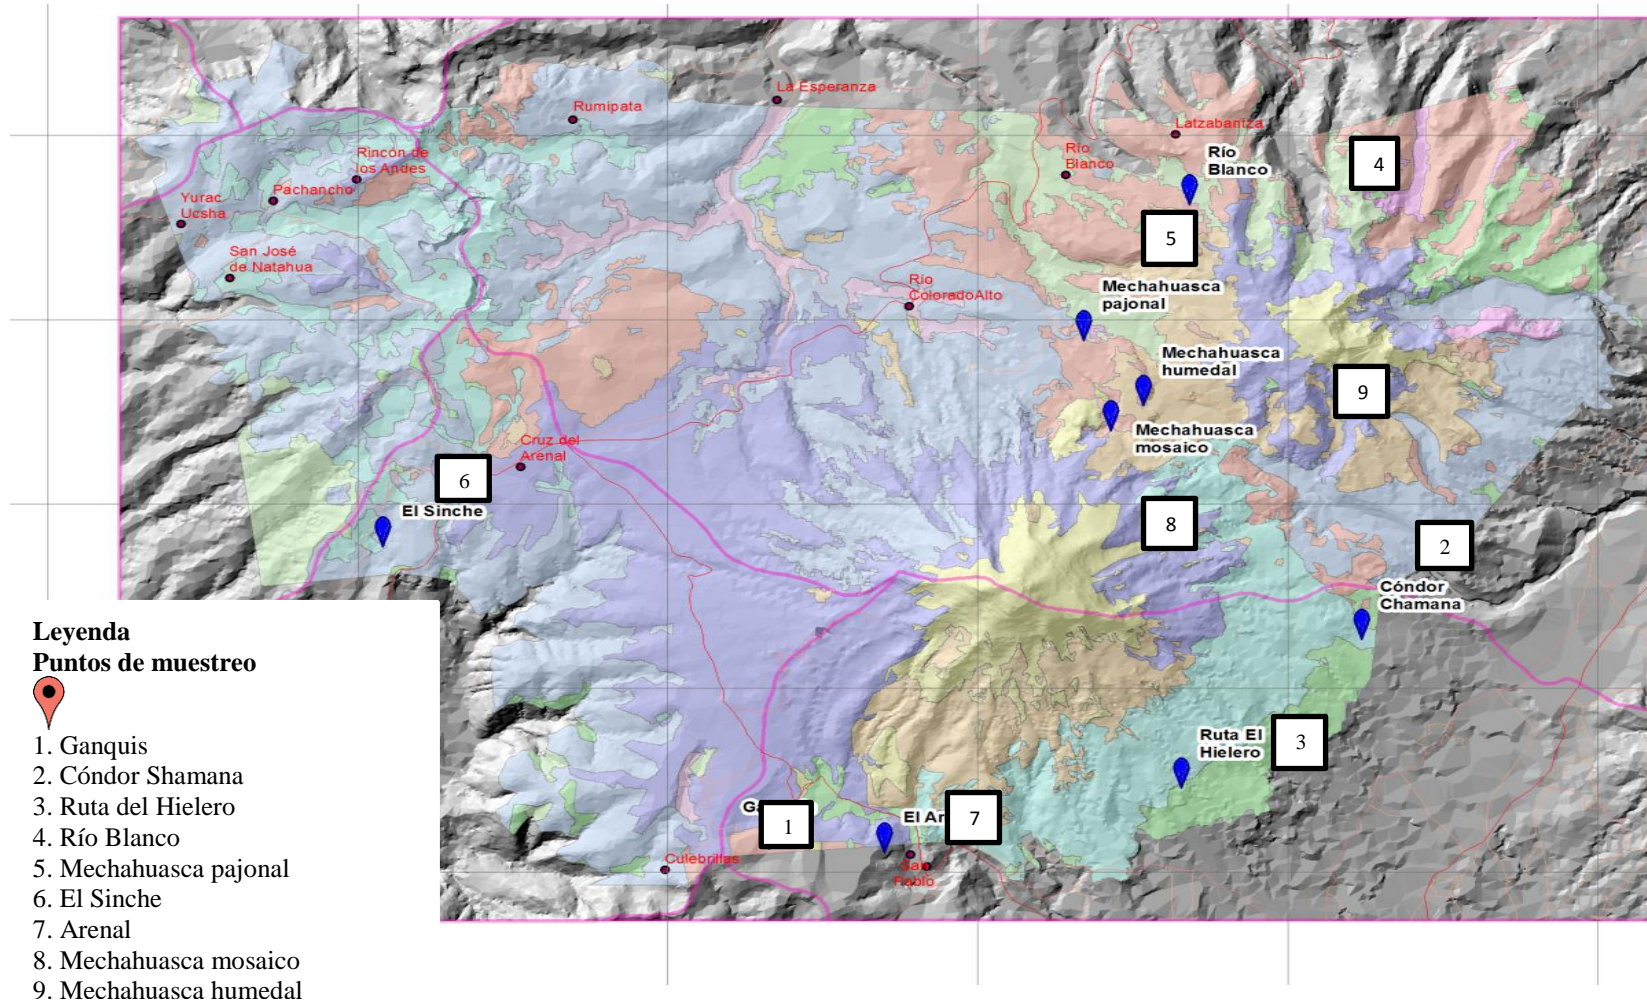 La Esperanza
Rumipata
Latzabantza
Río
Blanco
Río
Blanco
4
Rincón de
los Andes
Pachancho
Yurac
Ucsha
5
San José
de Natahua
Río
ColoradoAlto
Mechahuasca
pajonal
Mechahuasca
humedal
9
Mechahuasca
mosaico
Cruz del
Arenal
6
El Sinche
8
2
Cóndor
Chamana
Ruta El
Hielero
3
1
El Ar
7
Culebrillas
San
Pablo
Leyenda
Puntos de muestreo
1. Ganquis
2. Cóndor Shamana
3. Ruta del Hielero
4. Río Blanco
5. Mechahuasca pajonal
6. El Sinche
7. Arenal
8. Mechahuasca mosaico
9. Mechahuasca humedal